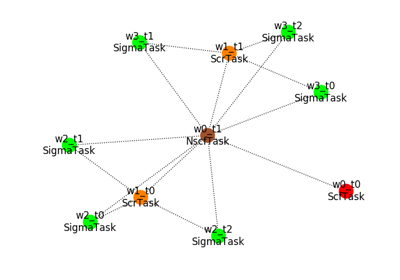 w3_t2
SigmaTask
w3_t1
SigmaTask
w1_t1
ScrTask
w3_t0
SigmaTask
w0_t1
NscrTask
w2_t1
SigmaTask
w1_t0
ScrTask
w0_t0
ScrTask
w2_t0
SigmaTask
w2_t2
SigmaTask